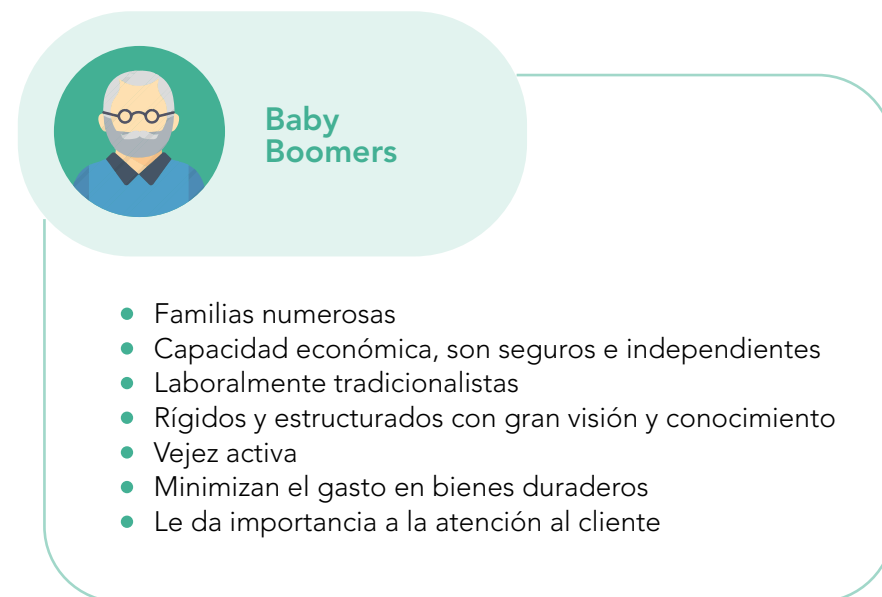 Baby
Boomers
Familias numerosas
Capacidad económica, son seguros e independientes
Laboralmente tradicionalistas
Rígidos y estructurados con gran visión y conocimiento
Vejez activa
Minimizan el gasto en bienes duraderos
Le da importancia a la atención al cliente